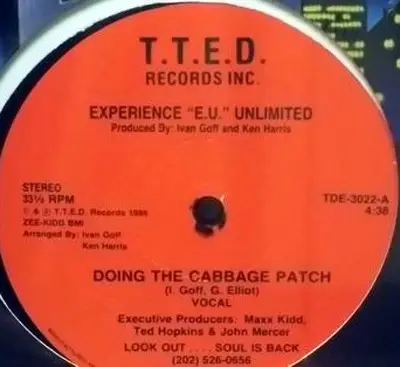 T.T.E.D.
RECORDS INC.
EXPERIENCE "E.U." UNLIMITED
Produced By: Ivan Goff and Ken Harris
STEREO
33⅓ RPM
© & ℗ T.T.E.D. Records 1986
ZEE-KIDD BMI
Arranged By: Ivan Goff
Ken Harris
TDE-3022-A
4:38
DOING THE CABBAGE PATCH
(I. Goff, G. Elliot)
VOCAL
Executive Producers: Maxx Kidd,
Ted Hopkins & John Mercer
LOOK OUT .... SOUL IS BACK
(202) 526-0656